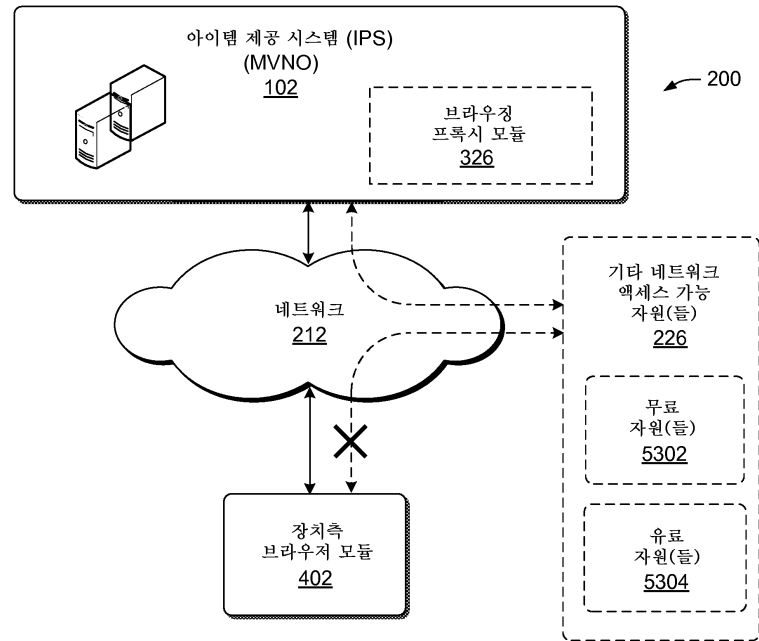 아이템 제공 시스템 (IPS)
(MVNO)
102
브라우징
프록시 모듈
326
200
네트워크
212
기타 네트워크
액세스 가능
자원(들)
226
무료
자원(들)
5302
유료
자원(들)
5304
장치측
브라우저 모듈
402